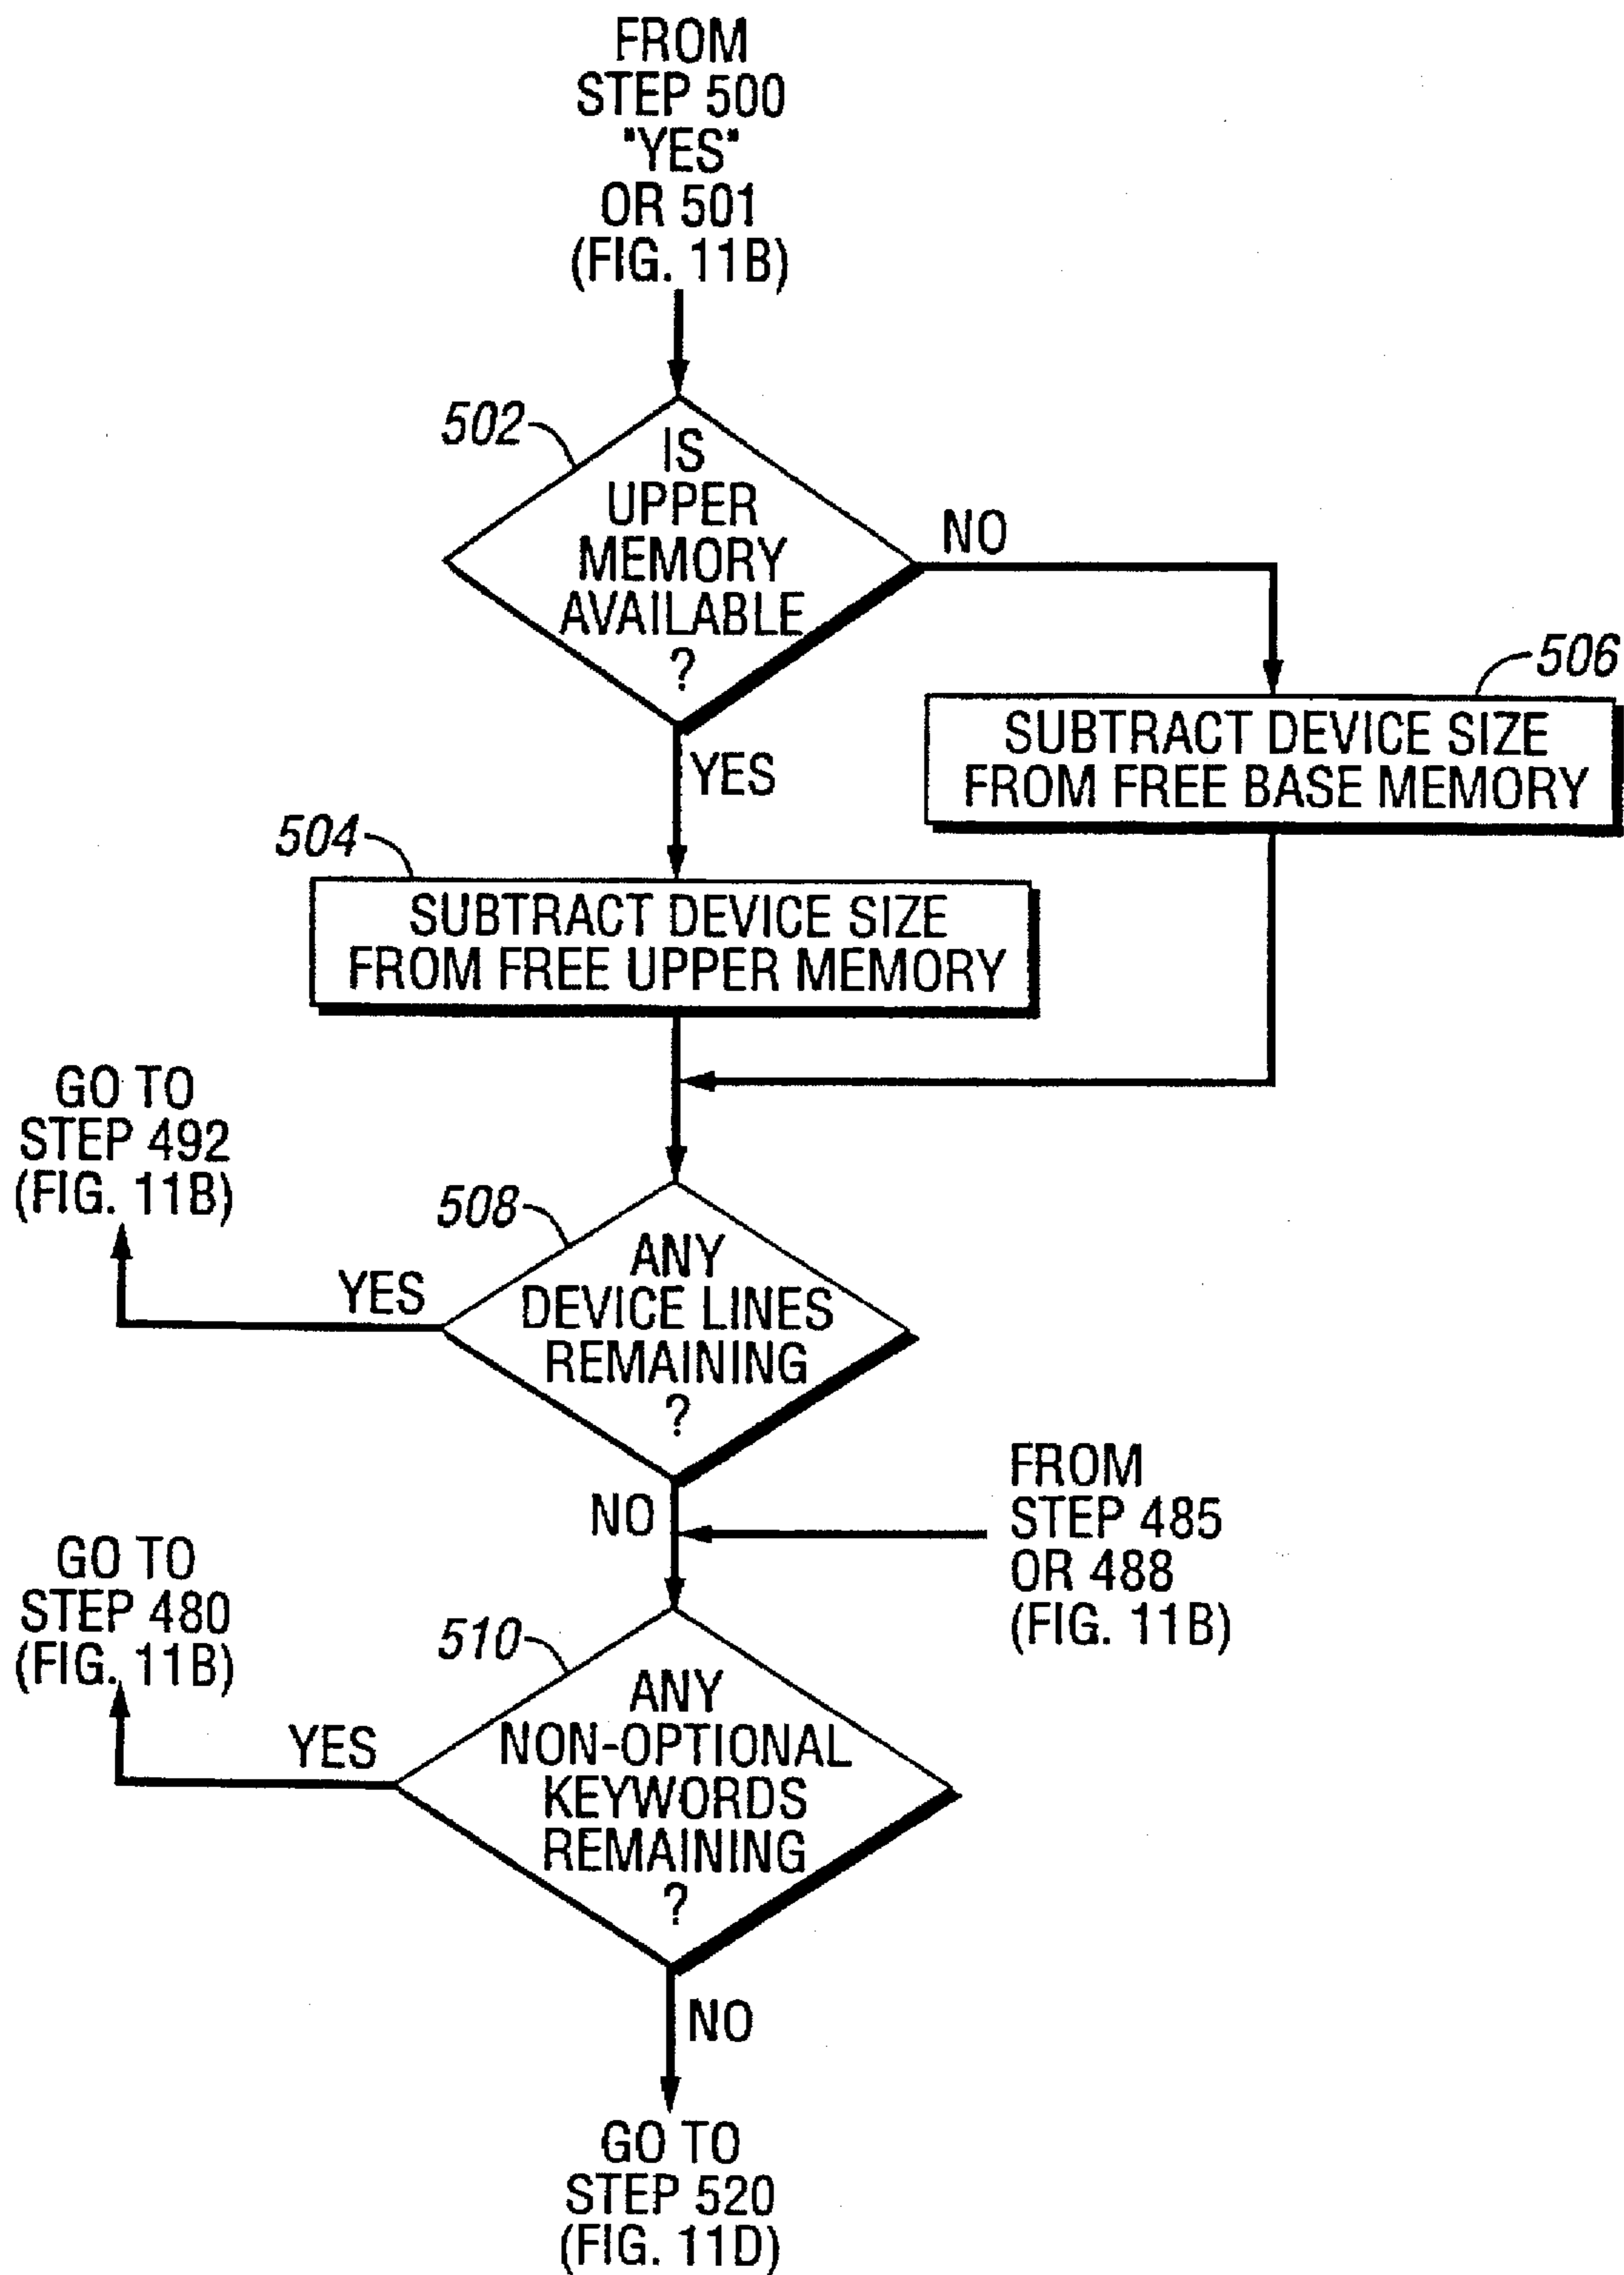 FROM
STEP 500
"YES"
OR 501
(FIG. 11B)
502
IS
UPPER
MEMORY
AVAILABLE
?
NO
YES
506
SUBTRACT DEVICE SIZE
FROM FREE BASE MEMORY
504
SUBTRACT DEVICE SIZE
FROM FREE UPPER MEMORY
GO TO
STEP 492
(FIG. 11B)
508
ANY
DEVICE LINES
REMAINING
?
YES
NO
FROM
STEP 485
OR 488
(FIG. 11B)
GO TO
STEP 480
(FIG. 11B)
510
ANY
NON-OPTIONAL
KEYWORDS
REMAINING
?
YES
NO
GO TO
STEP 520
(FIG. 11D)